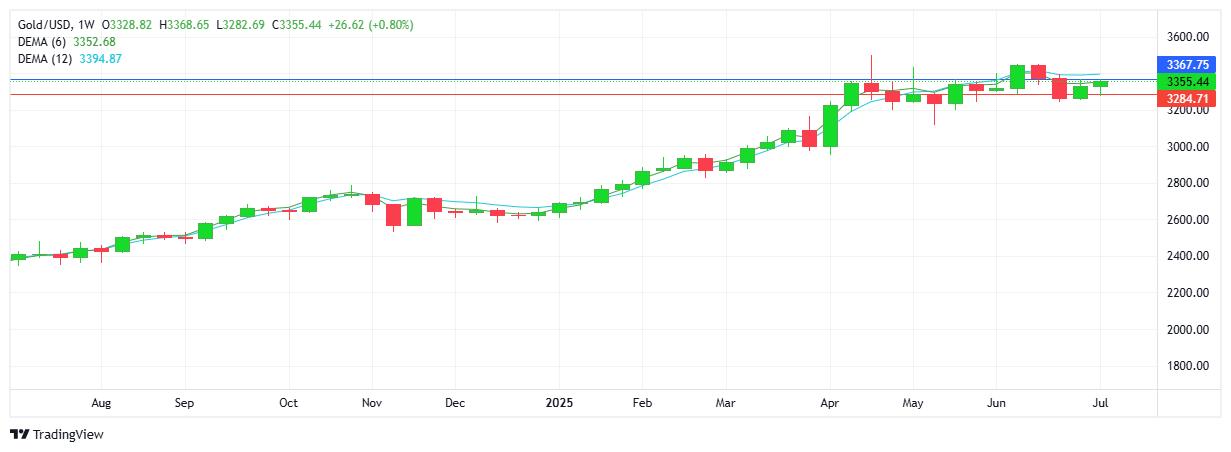 Gold/USD, 1W O3328.82 H3368.65 L3282.69 C3355.44 +26.62 (+0.80%)
DEMA (6) 3352.68
DEMA (12) 3394.87
3600.00
3367.75
3355.44
3284.71
3200.00
3000.00
2800.00
2600.00
2400.00
2200.00
2000.00
1800.00
Aug Sep Oct Nov Dec 2025 Feb Mar Apr May Jun Jul
TradingView